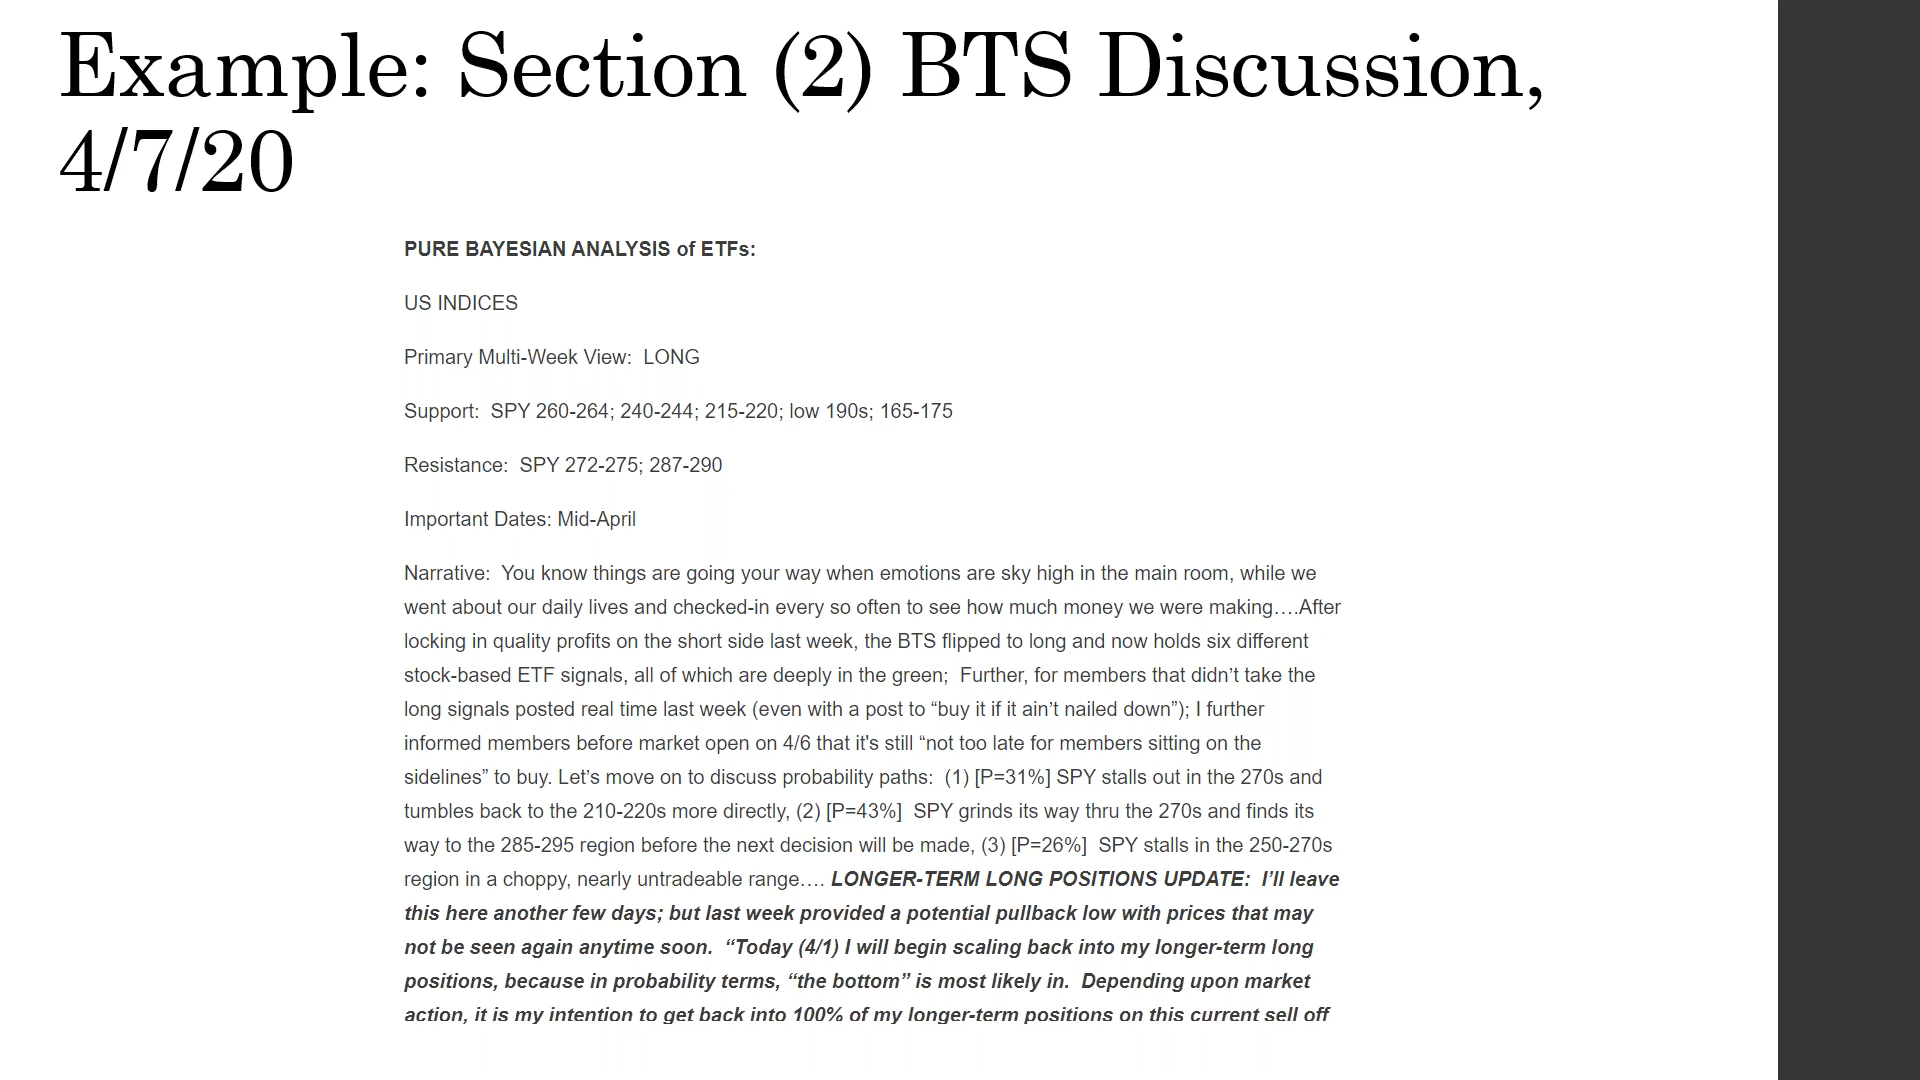 Example: Section (2) BTS Discussion,
4/7/20
PURE BAYESIAN ANALYSIS of ETFs:
US INDICES
Primary Multi-Week View:  LONG
Support:  SPY 260-264; 240-244; 215-220; low 190s; 165-175
Resistance:  SPY 272-275; 287-290
Important Dates: Mid-April
Narrative:  You know things are going your way when emotions are sky high in the main room, while we
went about our daily lives and checked-in every so often to see how much money we were making….After
locking in quality profits on the short side last week, the BTS flipped to long and now holds six different
stock-based ETF signals, all of which are deeply in the green;  Further, for members that didn’t take the
long signals posted real time last week (even with a post to “buy it if it ain’t nailed down”); I further
informed members before market open on 4/6 that it's still “not too late for members sitting on the
sidelines” to buy. Let’s move on to discuss probability paths:  (1) [P=31%] SPY stalls out in the 270s and
tumbles back to the 210-220s more directly, (2) [P=43%]  SPY grinds its way thru the 270s and finds its
way to the 285-295 region before the next decision will be made, (3) [P=26%]  SPY stalls in the 250-270s
region in a choppy, nearly untradeable range…. LONGER-TERM LONG POSITIONS UPDATE:  I’ll leave
this here another few days; but last week provided a potential pullback low with prices that may
not be seen again anytime soon.  “Today (4/1) I will begin scaling back into my longer-term long
positions, because in probability terms, “the bottom” is most likely in.  Depending upon market
action, it is my intention to get back into 100% of my longer-term positions on this current sell off